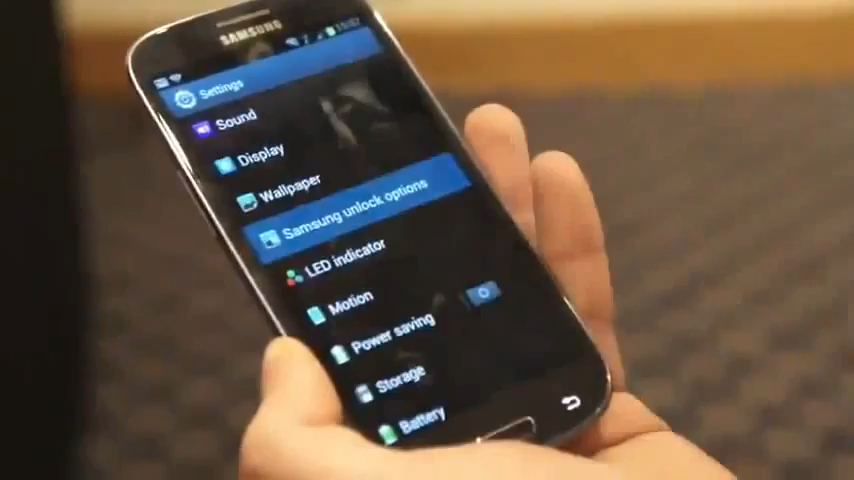 SAMSUNG
Settings
Sound
Display
Wallpaper
Samsung unlock options
LED indicator
Motion
Power saving
Storage
Battery